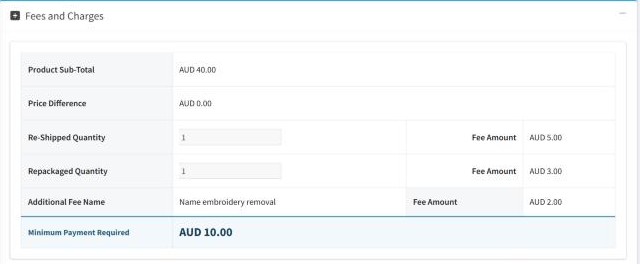 Fees and Charges
Product Sub-Total AUD 40.00
Price Difference AUD 0.00
Re-Shipped Quantity 1 Fee Amount AUD 5.00
Repackaged Quantity 1 Fee Amount AUD 3.00
Additional Fee Name Name embroidery removal Fee Amount AUD 2.00
Minimum Payment Required AUD 10.00